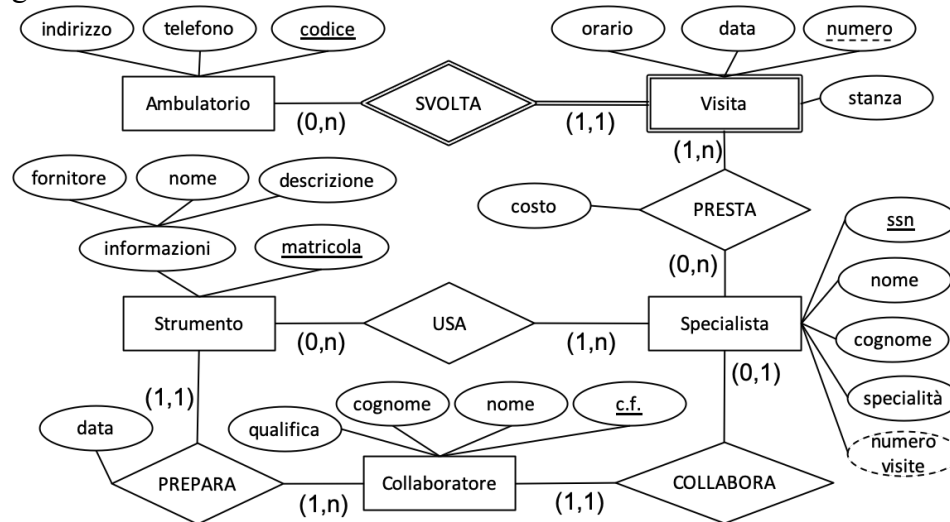 indirizzo
telefono
codice
orario
data
numero
Ambulatorio
SVOLTA
Visita
stanza
(0,n)
(1,1)
(1,n)
fornitore
nome
descrizione
costo
PRESTA
ssn
informazioni
matricola
(0,n)
nome
Strumento
USA
Specialista
cognome
(0,n)
(1,n)
(0,1)
(1,1)
cognome
nome
c.f.
specialità
data
qualifica
numero
visite
PREPARA
Collaboratore
COLLABORA
(1,n)
(1,1)